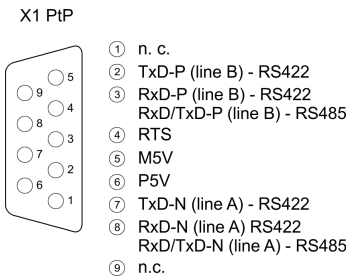 X1 PtP
5
9
4
8
3
7
2
6
1
1 n. c.
2 TxD-P (line B) - RS422
3 RxD-P (line B) - RS422
RxD/TxD-P (line B) - RS485
4 RTS
5 M5V
6 P5V
7 TxD-N (line A) - RS422
8 RxD-N (line A) RS422
RxD/TxD-N (line A) - RS485
9 n.c.